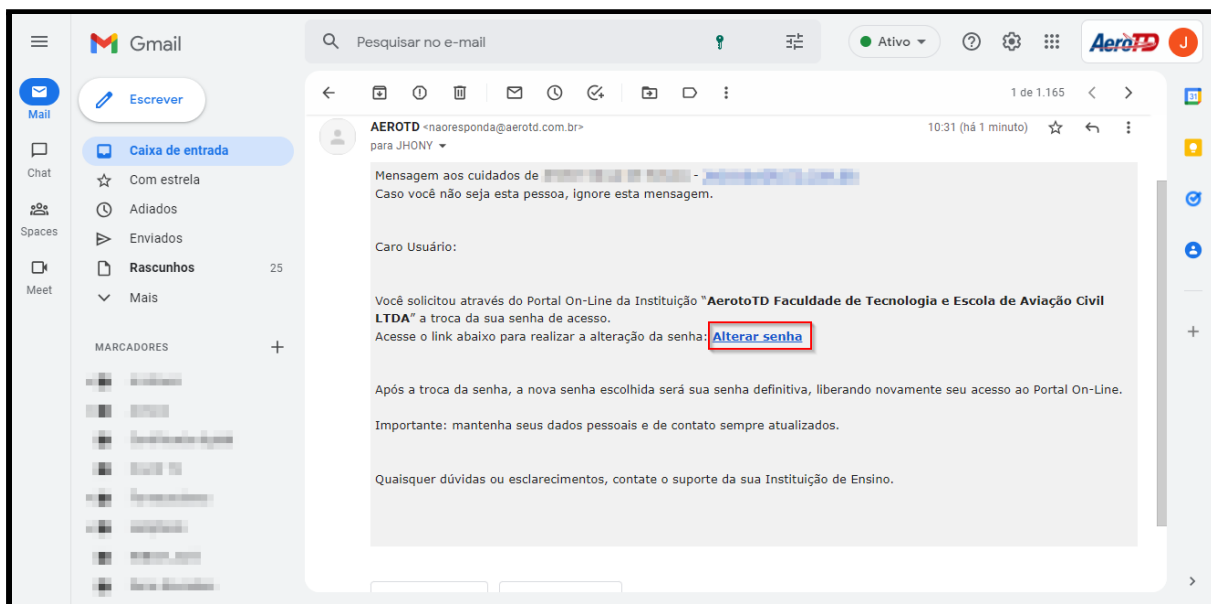 Gmail
Pesquisar no e-mail
Ativo
AeroTD
J
Mail
Chat
Spaces
Meet
Escrever
Caixa de entrada
Com estrela
Adiados
Enviados
Rascunhos 25
Mais
MARCADORES
1 de 1.165
AEROTD <naoresponda@aerotd.com.br>
10:31 (há 1 minuto)
para JHONY
Mensagem aos cuidados de -
Caso você não seja esta pessoa, ignore esta mensagem.
Caro Usuário:
Você solicitou através do Portal On-Line da Instituição "AerotoTD Faculdade de Tecnologia e Escola de Aviação Civil
LTDA" a troca da sua senha de acesso.
Acesse o link abaixo para realizar a alteração da senha: Alterar senha
Após a troca da senha, a nova senha escolhida será sua senha definitiva, liberando novamente seu acesso ao Portal On-Line.
Importante: mantenha seus dados pessoais e de contato sempre atualizados.
Quaisquer dúvidas ou esclarecimentos, contate o suporte da sua Instituição de Ensino.
31